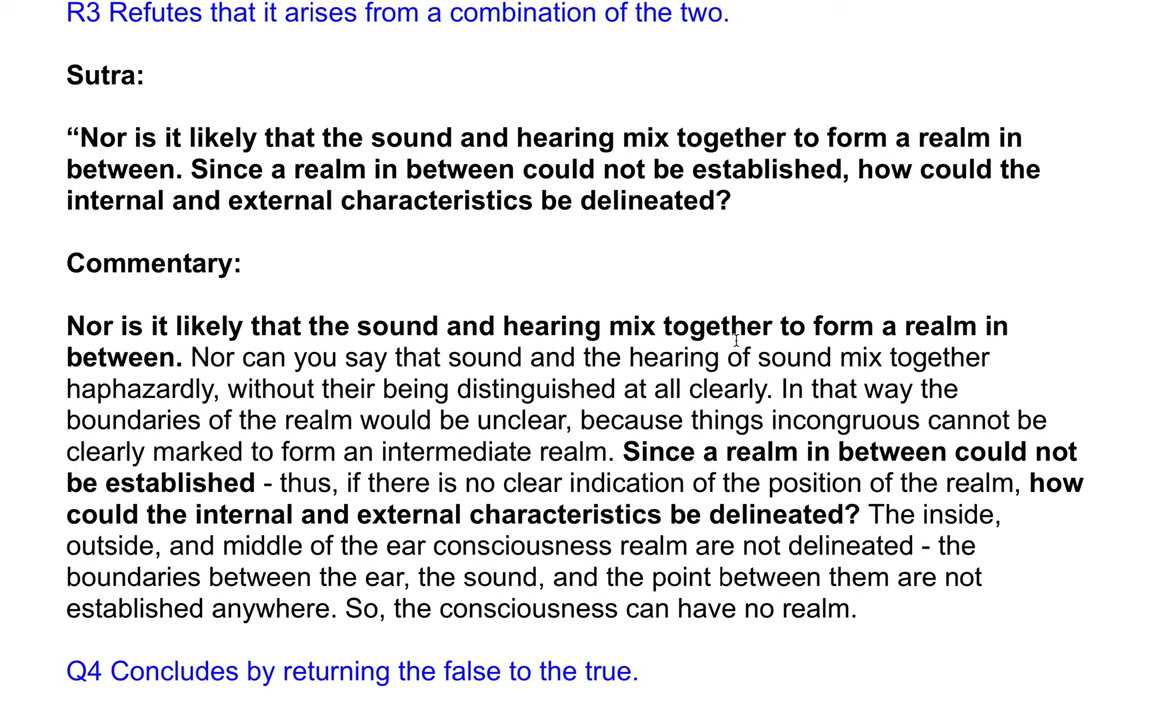 R3 Refutes that it arises from a combination of the two.
Sutra:
“Nor is it likely that the sound and hearing mix together to form a realm in
between. Since a realm in between could not be established, how could the
internal and external characteristics be delineated?
Commentary:
Nor is it likely that the sound and hearing mix together to form a realm in
between. Nor can you say that sound and the hearing of sound mix together
haphazardly, without their being distinguished at all clearly. In that way the
boundaries of the realm would be unclear, because things incongruous cannot be
clearly marked to form an intermediate realm. Since a realm in between could not
be established - thus, if there is no clear indication of the position of the realm, how
could the internal and external characteristics be delineated? The inside,
outside, and middle of the ear consciousness realm are not delineated - the
boundaries between the ear, the sound, and the point between them are not
established anywhere. So, the consciousness can have no realm.
Q4 Concludes by returning the false to the true.